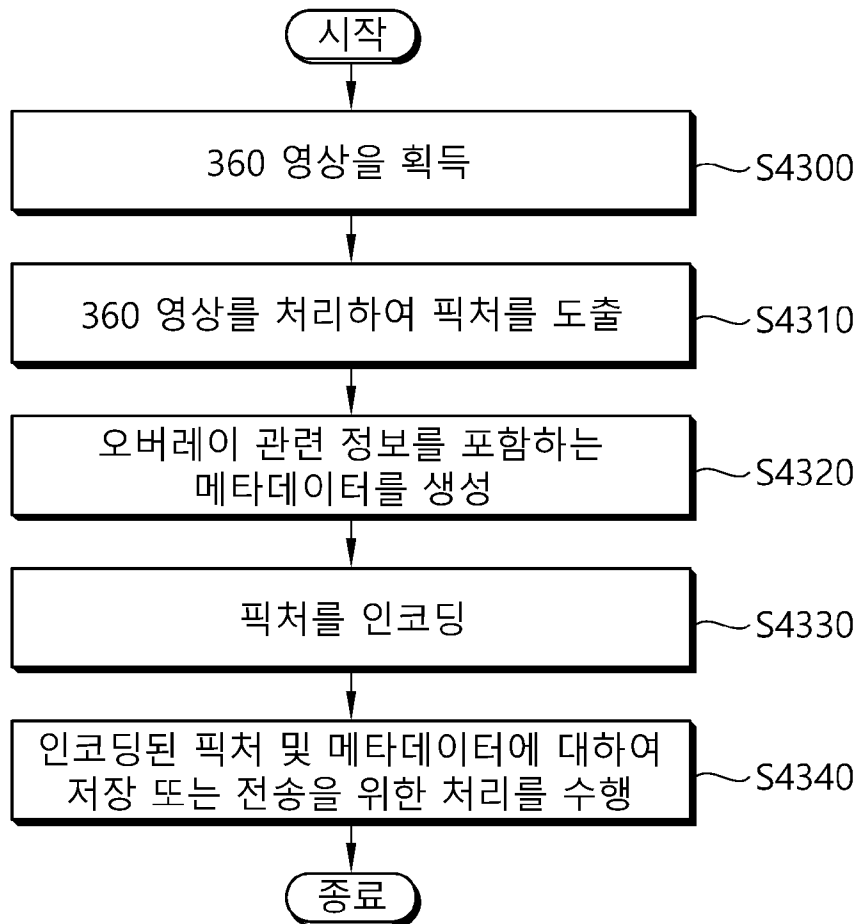 시작
360 영상을 획득
S4300
360 영상를 처리하여 픽처를 도출
S4310
오버레이 관련 정보를 포함하는
메타데이터를 생성
S4320
픽처를 인코딩
S4330
인코딩된 픽처 및 메타데이터에 대하여
저장 또는 전송을 위한 처리를 수행
S4340
종료